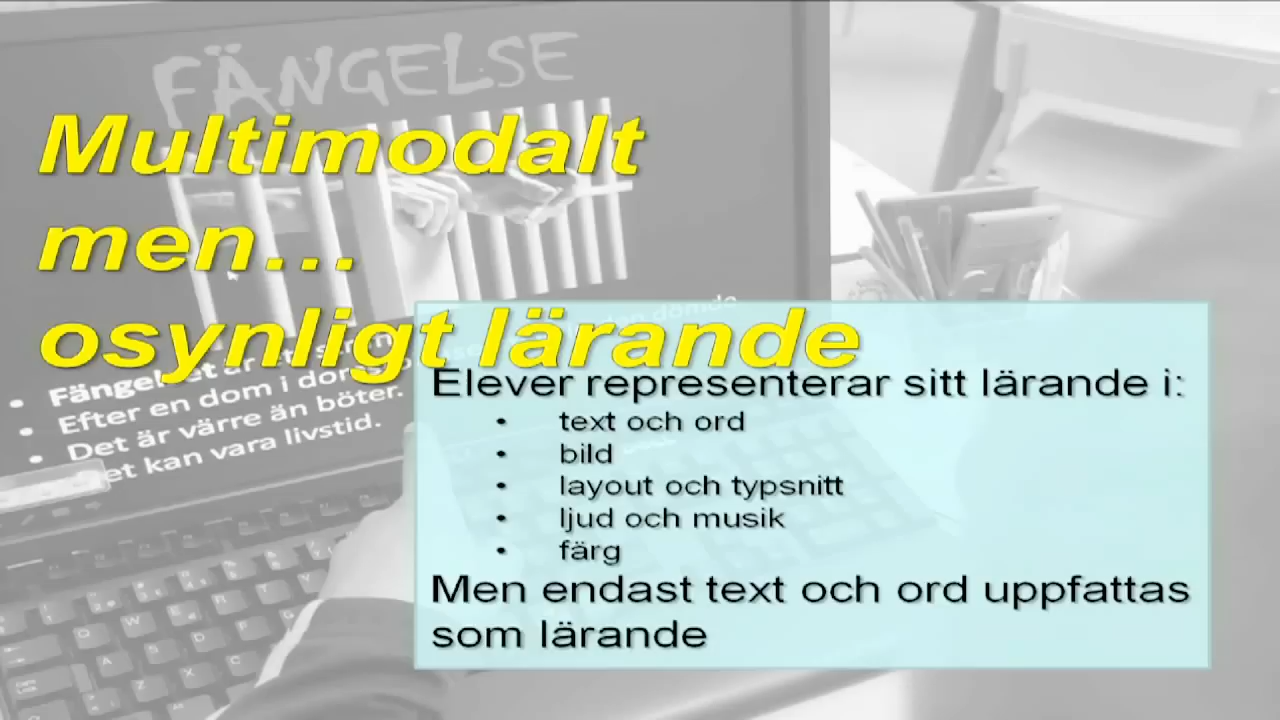 FÄNGELSE
Multimodalt
men...
osynligt lärande
Efter en dom i
Det är värre än böter.
kan vara livstid.
Elever representerar sitt lärande i:
• text och ord
• bild
• layout och typsnitt
• ljud och musik
• färg
Men endast text och ord uppfattas
som lärande